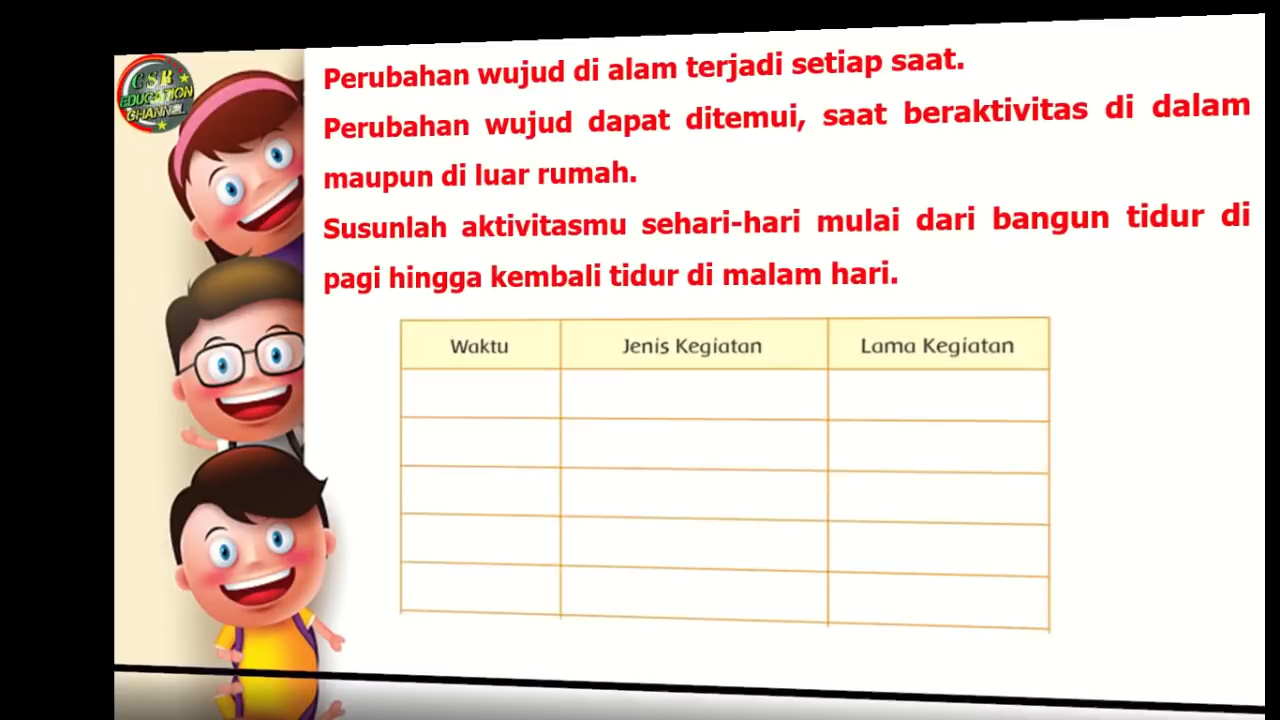 GSR
EDUCATION
CHANNEL
Perubahan wujud di alam terjadi setiap saat.
Perubahan wujud dapat ditemui, saat beraktivitas di dalam
maupun di luar rumah.
Susunlah aktivitasmu sehari-hari mulai dari bangun tidur di
pagi hingga kembali tidur di malam hari.
Waktu Jenis Kegiatan Lama Kegiatan